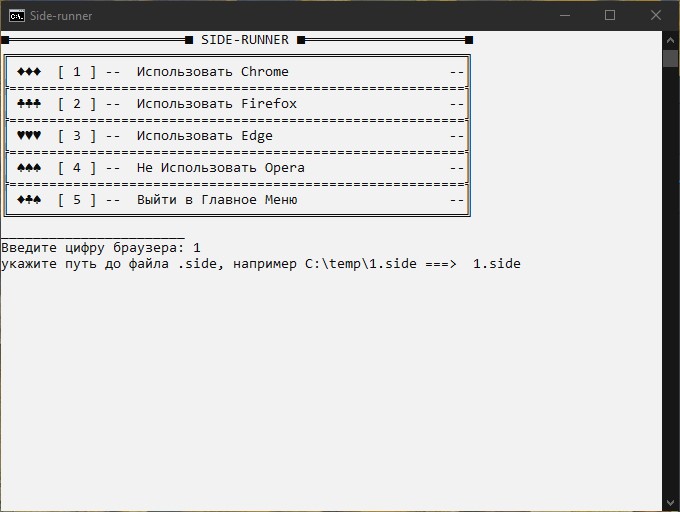 Side-runner
SIDE-RUNNER
♦♦♦ [ 1 ] -- Использовать Chrome --
♣♣♣ [ 2 ] -- Использовать Firefox --
♥♥♥ [ 3 ] -- Использовать Edge --
♠♠♠ [ 4 ] -- Не Использовать Opera --
♦♣♠ [ 5 ] -- Выйти в Главное Меню --
Введите цифру браузера: 1
укажите путь до файла .side, например C:\temp\1.side ===> 1.side